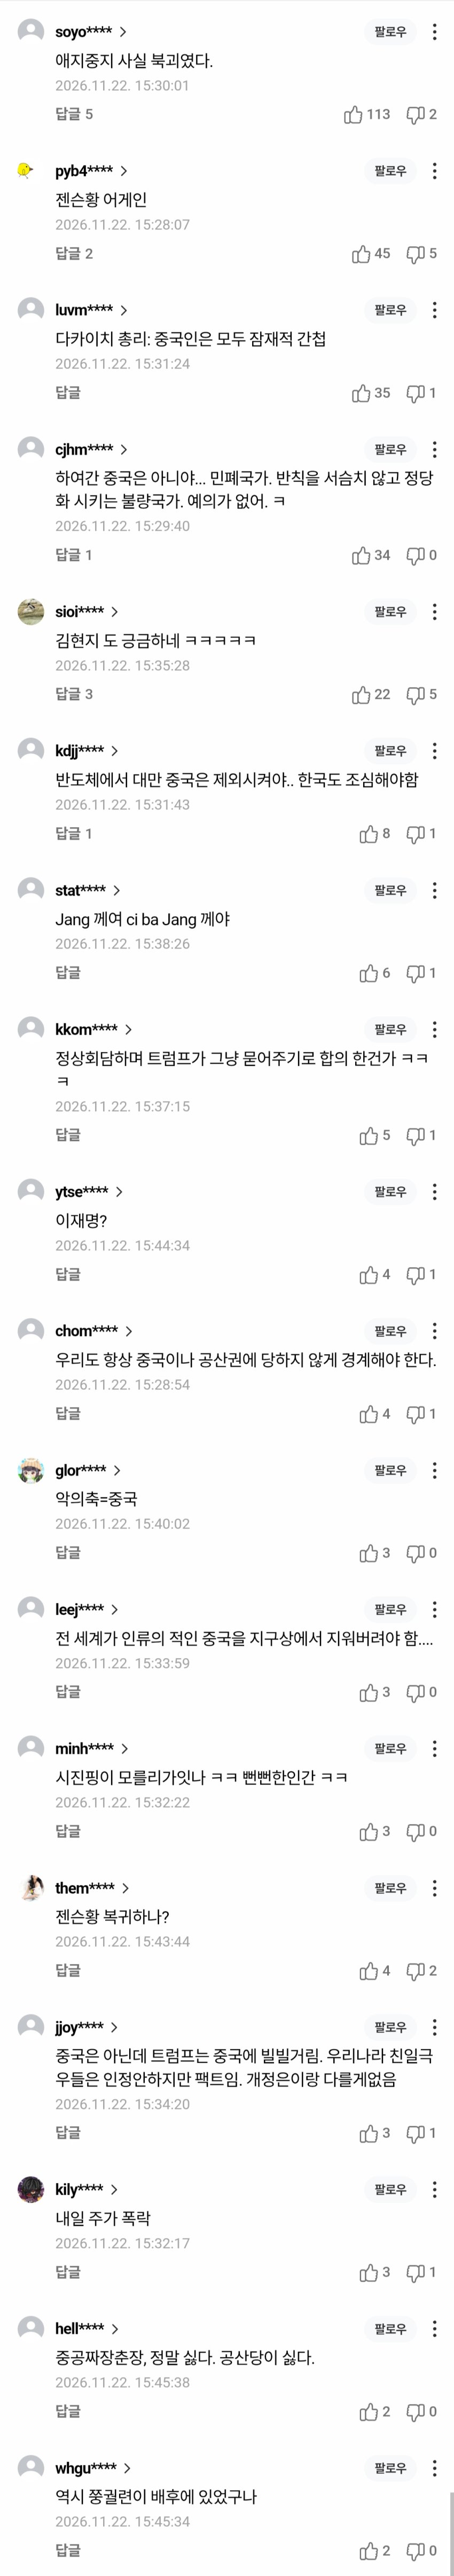 soyo**** >
팔로우
애지중지 사실 북괴였다.
2026.11.22. 15:30:01
답글 5
113
2
pyb4**** >
팔로우
젠슨황 어게인
2026.11.22. 15:28:07
답글 2
45
5
luvm**** >
팔로우
다카이치 총리: 중국인은 모두 잠재적 간첩
2026.11.22. 15:31:24
답글
35
1
cjhm**** >
팔로우
하여간 중국은 아니야... 민폐국가. 반칙을 서슴치 않고 정당
화 시키는 불량국가. 예의가 없어. ㅋ
2026.11.22. 15:29:40
답글 1
34
0
sioi**** >
팔로우
김현지 도 긍금하네 ㅋㅋㅋㅋㅋ
2026.11.22. 15:35:28
답글 3
22
5
kdjj**** >
팔로우
반도체에서 대만 중국은 제외시켜야.. 한국도 조심해야함
2026.11.22. 15:31:43
답글 1
8
1
stat**** >
팔로우
Jang 께여 ci ba Jang 께야
2026.11.22. 15:38:26
답글
6
1
kkom**** >
팔로우
정상회담하며 트럼프가 그냥 묻어주기로 합의 한건가 ㅋㅋ
ㅋ
2026.11.22. 15:37:15
답글
5
1
ytse**** >
팔로우
이재명?
2026.11.22. 15:44:34
답글
4
1
chom**** >
팔로우
우리도 항상 중국이나 공산권에 당하지 않게 경계해야 한다.
2026.11.22. 15:28:54
답글
4
1
glor**** >
팔로우
악의축=중국
2026.11.22. 15:40:02
답글
3
0
leej**** >
팔로우
전 세계가 인류의 적인 중국을 지구상에서 지워버려야 함....
2026.11.22. 15:33:59
답글
3
0
minh**** >
팔로우
시진핑이 모를리가잇나 ㅋㅋ 뻔뻔한인간 ㅋㅋ
2026.11.22. 15:32:22
답글
3
0
them**** >
팔로우
젠슨황 복귀하나?
2026.11.22. 15:43:44
답글
4
2
jjoy**** >
팔로우
중국은 아닌데 트럼프는 중국에 빌빌거림. 우리나라 친일극
우들은 인정안하지만 팩트임. 개정은이랑 다를게없음
2026.11.22. 15:34:20
답글
3
1
kily**** >
팔로우
내일 주가 폭락
2026.11.22. 15:32:17
답글
3
1
hell**** >
팔로우
중공짜장춘장, 정말 싫다. 공산당이 싫다.
2026.11.22. 15:45:38
답글
2
0
whgu**** >
팔로우
역시 쭝궐련이 배후에 있었구나
2026.11.22. 15:45:34
답글
2
0